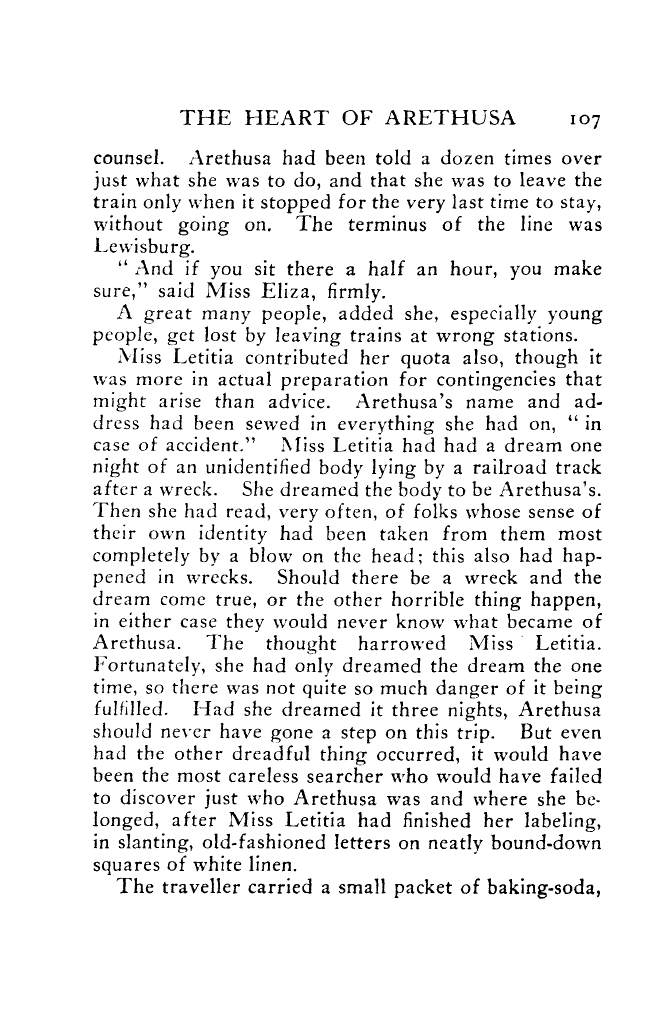 THE HEART OF ARETHUSA 107
counsel. Arethusa had been told a dozen times over
just what she was to do, and that she was to leave the
train only when it stopped for the very last time to stay,
without going on. The terminus of the line was
Lewisburg.
“ And if you sit there a half an hour, you make
sure,” said Miss Eliza, firmly.
A great many people, added she, especially young
people, get lost by leaving trains at wrong stations.
Miss Letitia contributed her quota also, though it
was more in actual preparation for contingencies that
might arise than advice. Arethusa’s name and ad-
dress had been sewed in everything she had on, “ in
case of accident.” Miss Letitia had had a dream one
night of an unidentified body lying by a railroad track
after a wreck. She dreamed the body to be Arethusa’s.
Then she had read, very often, of folks whose sense of
their own identity had been taken from them most
completely by a blow on the head; this also had hap-
pened in wrecks. Should there be a wreck and the
dream come true, or the other horrible thing happen,
in either case they would never know what became of
Arethusa. The thought harrowed Miss Letitia.
Fortunately, she had only dreamed the dream the one
time, so there was not quite so much danger of it being
fulfilled. Had she dreamed it three nights, Arethusa
should never have gone a step on this trip. But even
had the other dreadful thing occurred, it would have
been the most careless searcher who would have failed
to discover just who Arethusa was and where she be-
longed, after Miss Letitia had finished her labeling,
in slanting, old-fashioned letters on neatly bound-down
squares of white linen.
The traveller carried a small packet of baking-soda,